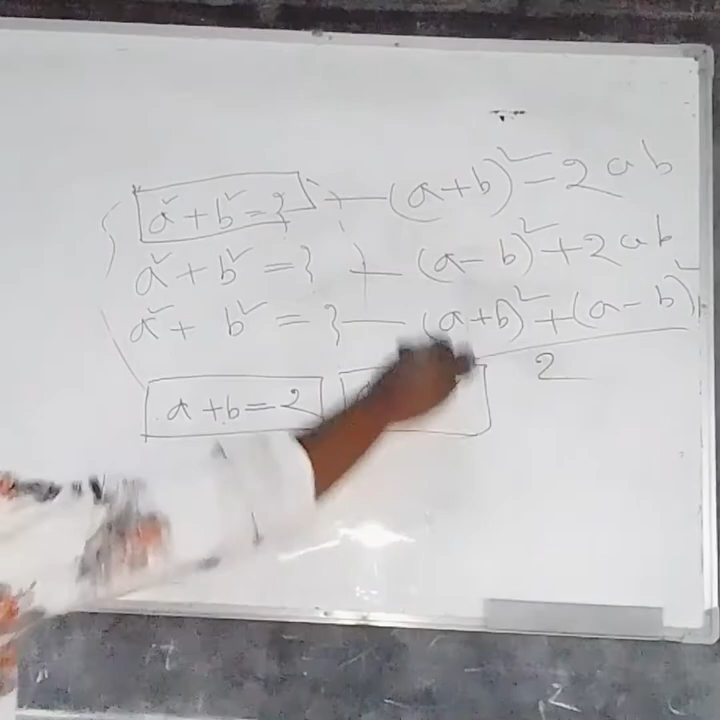 a² + b² = ? — (a+b)² = 2ab
a² + b² = ? — (a-b)² + 2ab
a² + b² = ? — (a+b)² + (a-b)²
2
a + b = 2